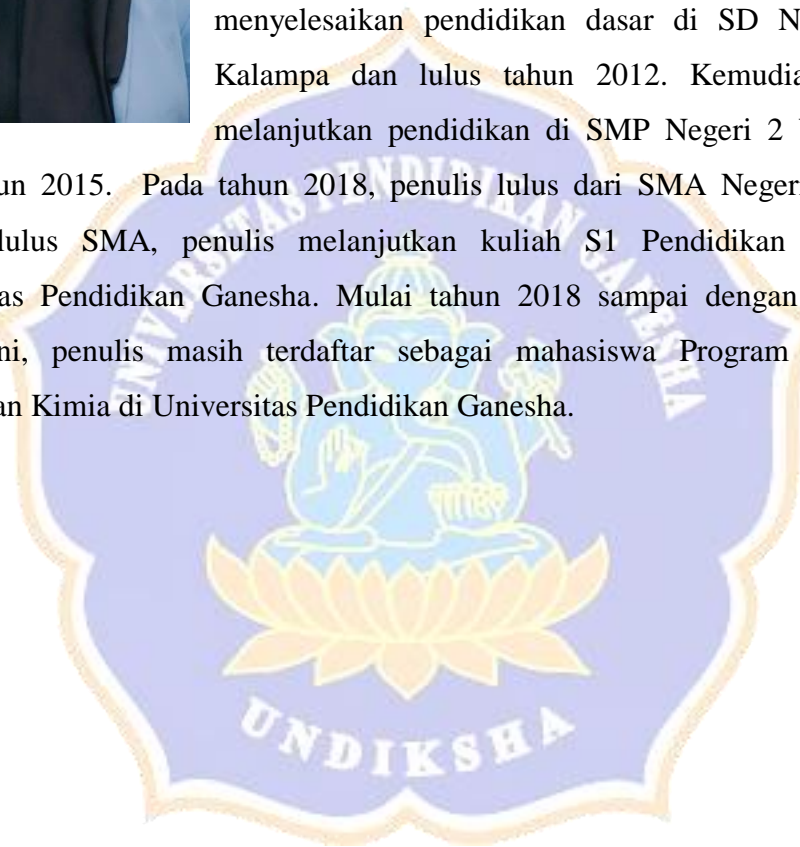 menyelesaikan pendidikan dasar di SD N
Kalampa dan lulus tahun 2012. Kemudia
melanjutkan pendidikan di SMP Negeri 2
un 2015. Pada tahun 2018, penulis lulus dari SMA Negeri
lulus SMA, penulis melanjutkan kuliah S1 Pendidikan
as Pendidikan Ganesha. Mulai tahun 2018 sampai dengan
ni, penulis masih terdaftar sebagai mahasiswa Program
an Kimia di Universitas Pendidikan Ganesha.
UNIVERSITAS PENDIDIKAN GANESHA
UNDIKSHA